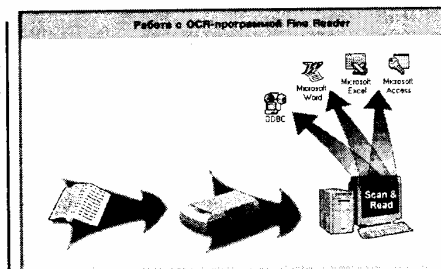 Работа с OCR-программой Fine Reader
Microsoft
Word
Microsoft
Excel
Microsoft
Access
ODBC
Scan &
Read